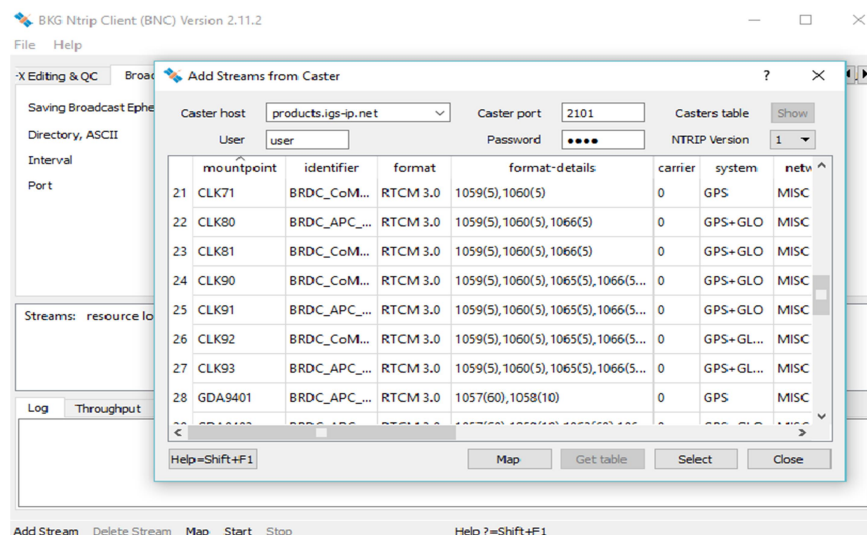 BKG Ntrip Client (BNC) Version 2.11.2
File Help
-X Editing & QC Broad
Saving Broadcast Ephe
Directory, ASCII
Interval
Port
Add Streams from Caster ? ×
Caster host products.igs-ip.net Caster port 2101 Casters table Show
User user Password •••• NTRIP Version 1
mountpoint identifier format format-details carrier system netw
21 CLK71 BRDC_CoM... RTCM 3.0 1059(5),1060(5) 0 GPS MISC
22 CLK80 BRDC_APC_... RTCM 3.0 1059(5),1060(5),1066(5) 0 GPS+GLO MISC
23 CLK81 BRDC_CoM... RTCM 3.0 1059(5),1060(5),1066(5) 0 GPS+GLO MISC
24 CLK90 BRDC_CoM... RTCM 3.0 1059(5),1060(5),1065(5),1066(5... 0 GPS+GLO MISC
25 CLK91 BRDC_APC_... RTCM 3.0 1059(5),1060(5),1065(5),1066(5... 0 GPS+GLO MISC
26 CLK92 BRDC_CoM... RTCM 3.0 1059(5),1060(5),1065(5),1066(5... 0 GPS+GL... MISC
27 CLK93 BRDC_APC_... RTCM 3.0 1059(5),1060(5),1065(5),1066(5... 0 GPS+GL... MISC
28 GDA9401 BRDC_APC_... RTCM 3.0 1057(60),1058(10) 0 GPS MISC
Help=Shift+F1 Map Get table Select Close
Streams: resource lo
Log Throughput
Add Stream Delete Stream Map Start Stop Help ?=Shift+F1